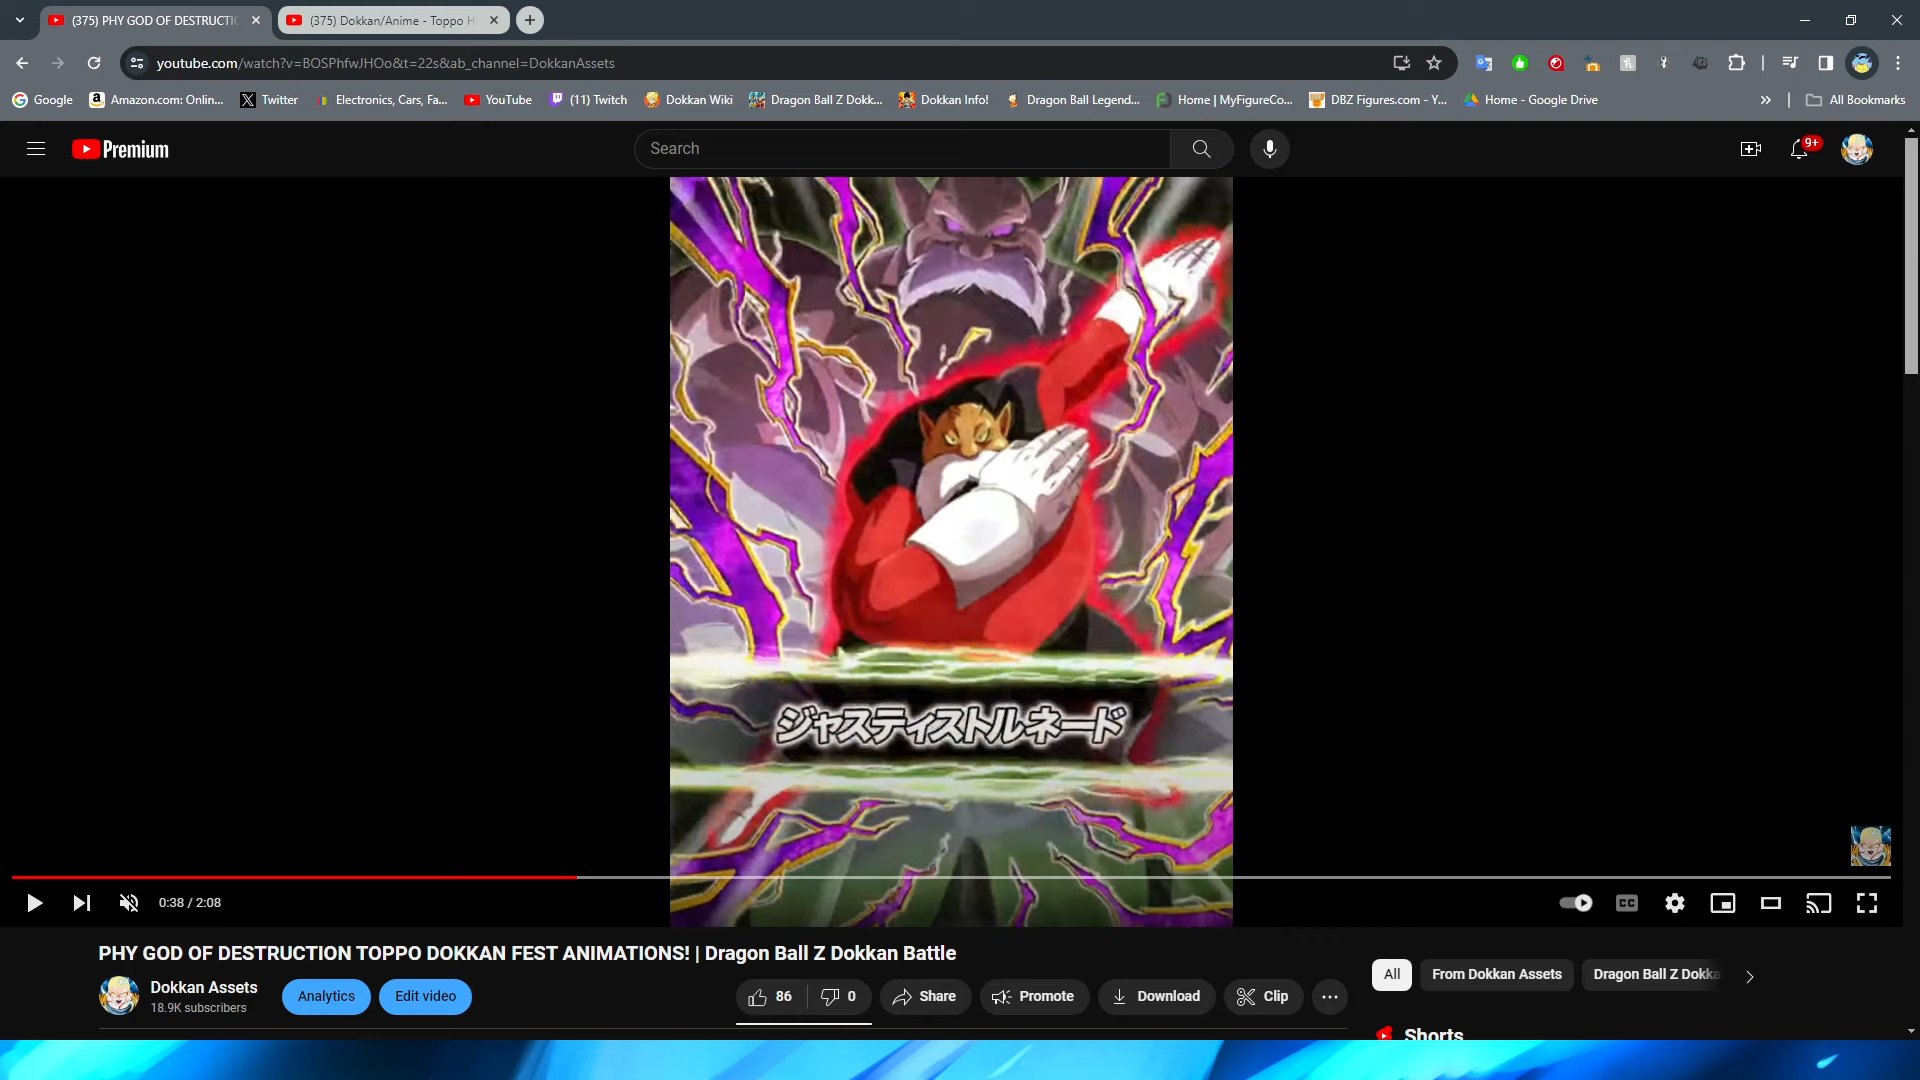 (375) PHY GOD OF DESTRUCTIO
(375) Dokkan/Anime - Toppo H
youtube.com/watch?v=BOSPhfwJHOo&t=22s&ab_channel=DokkanAssets
Google
Amazon.com: Onlin...
Twitter
Electronics, Cars, Fa...
YouTube
(11) Twitch
Dokkan Wiki
Dragon Ball Z Dokk...
Dokkan Info!
Dragon Ball Legend...
Home | MyFigureCo...
DBZ Figures.com - Y...
Home - Google Drive
All Bookmarks
Premium
Search
9+
ジャスティストルネード
0:38 / 2:08
CC
PHY GOD OF DESTRUCTION TOPPO DOKKAN FEST ANIMATIONS! | Dragon Ball Z Dokkan Battle
Dokkan Assets
18.9K subscribers
Analytics
Edit video
86
0
Share
Promote
Download
Clip
All
From Dokkan Assets
Dragon Ball Z Dokka
Shorts